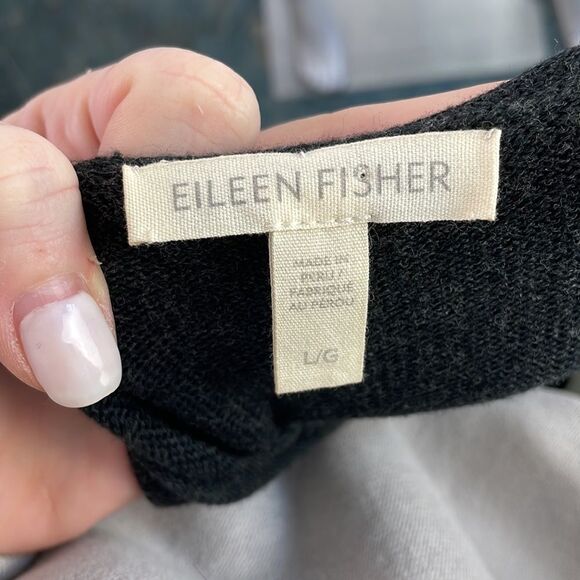 EILEEN FISHER
MADE IN
PERU /
FABRIQUÉ
AU PÉROU
L/G